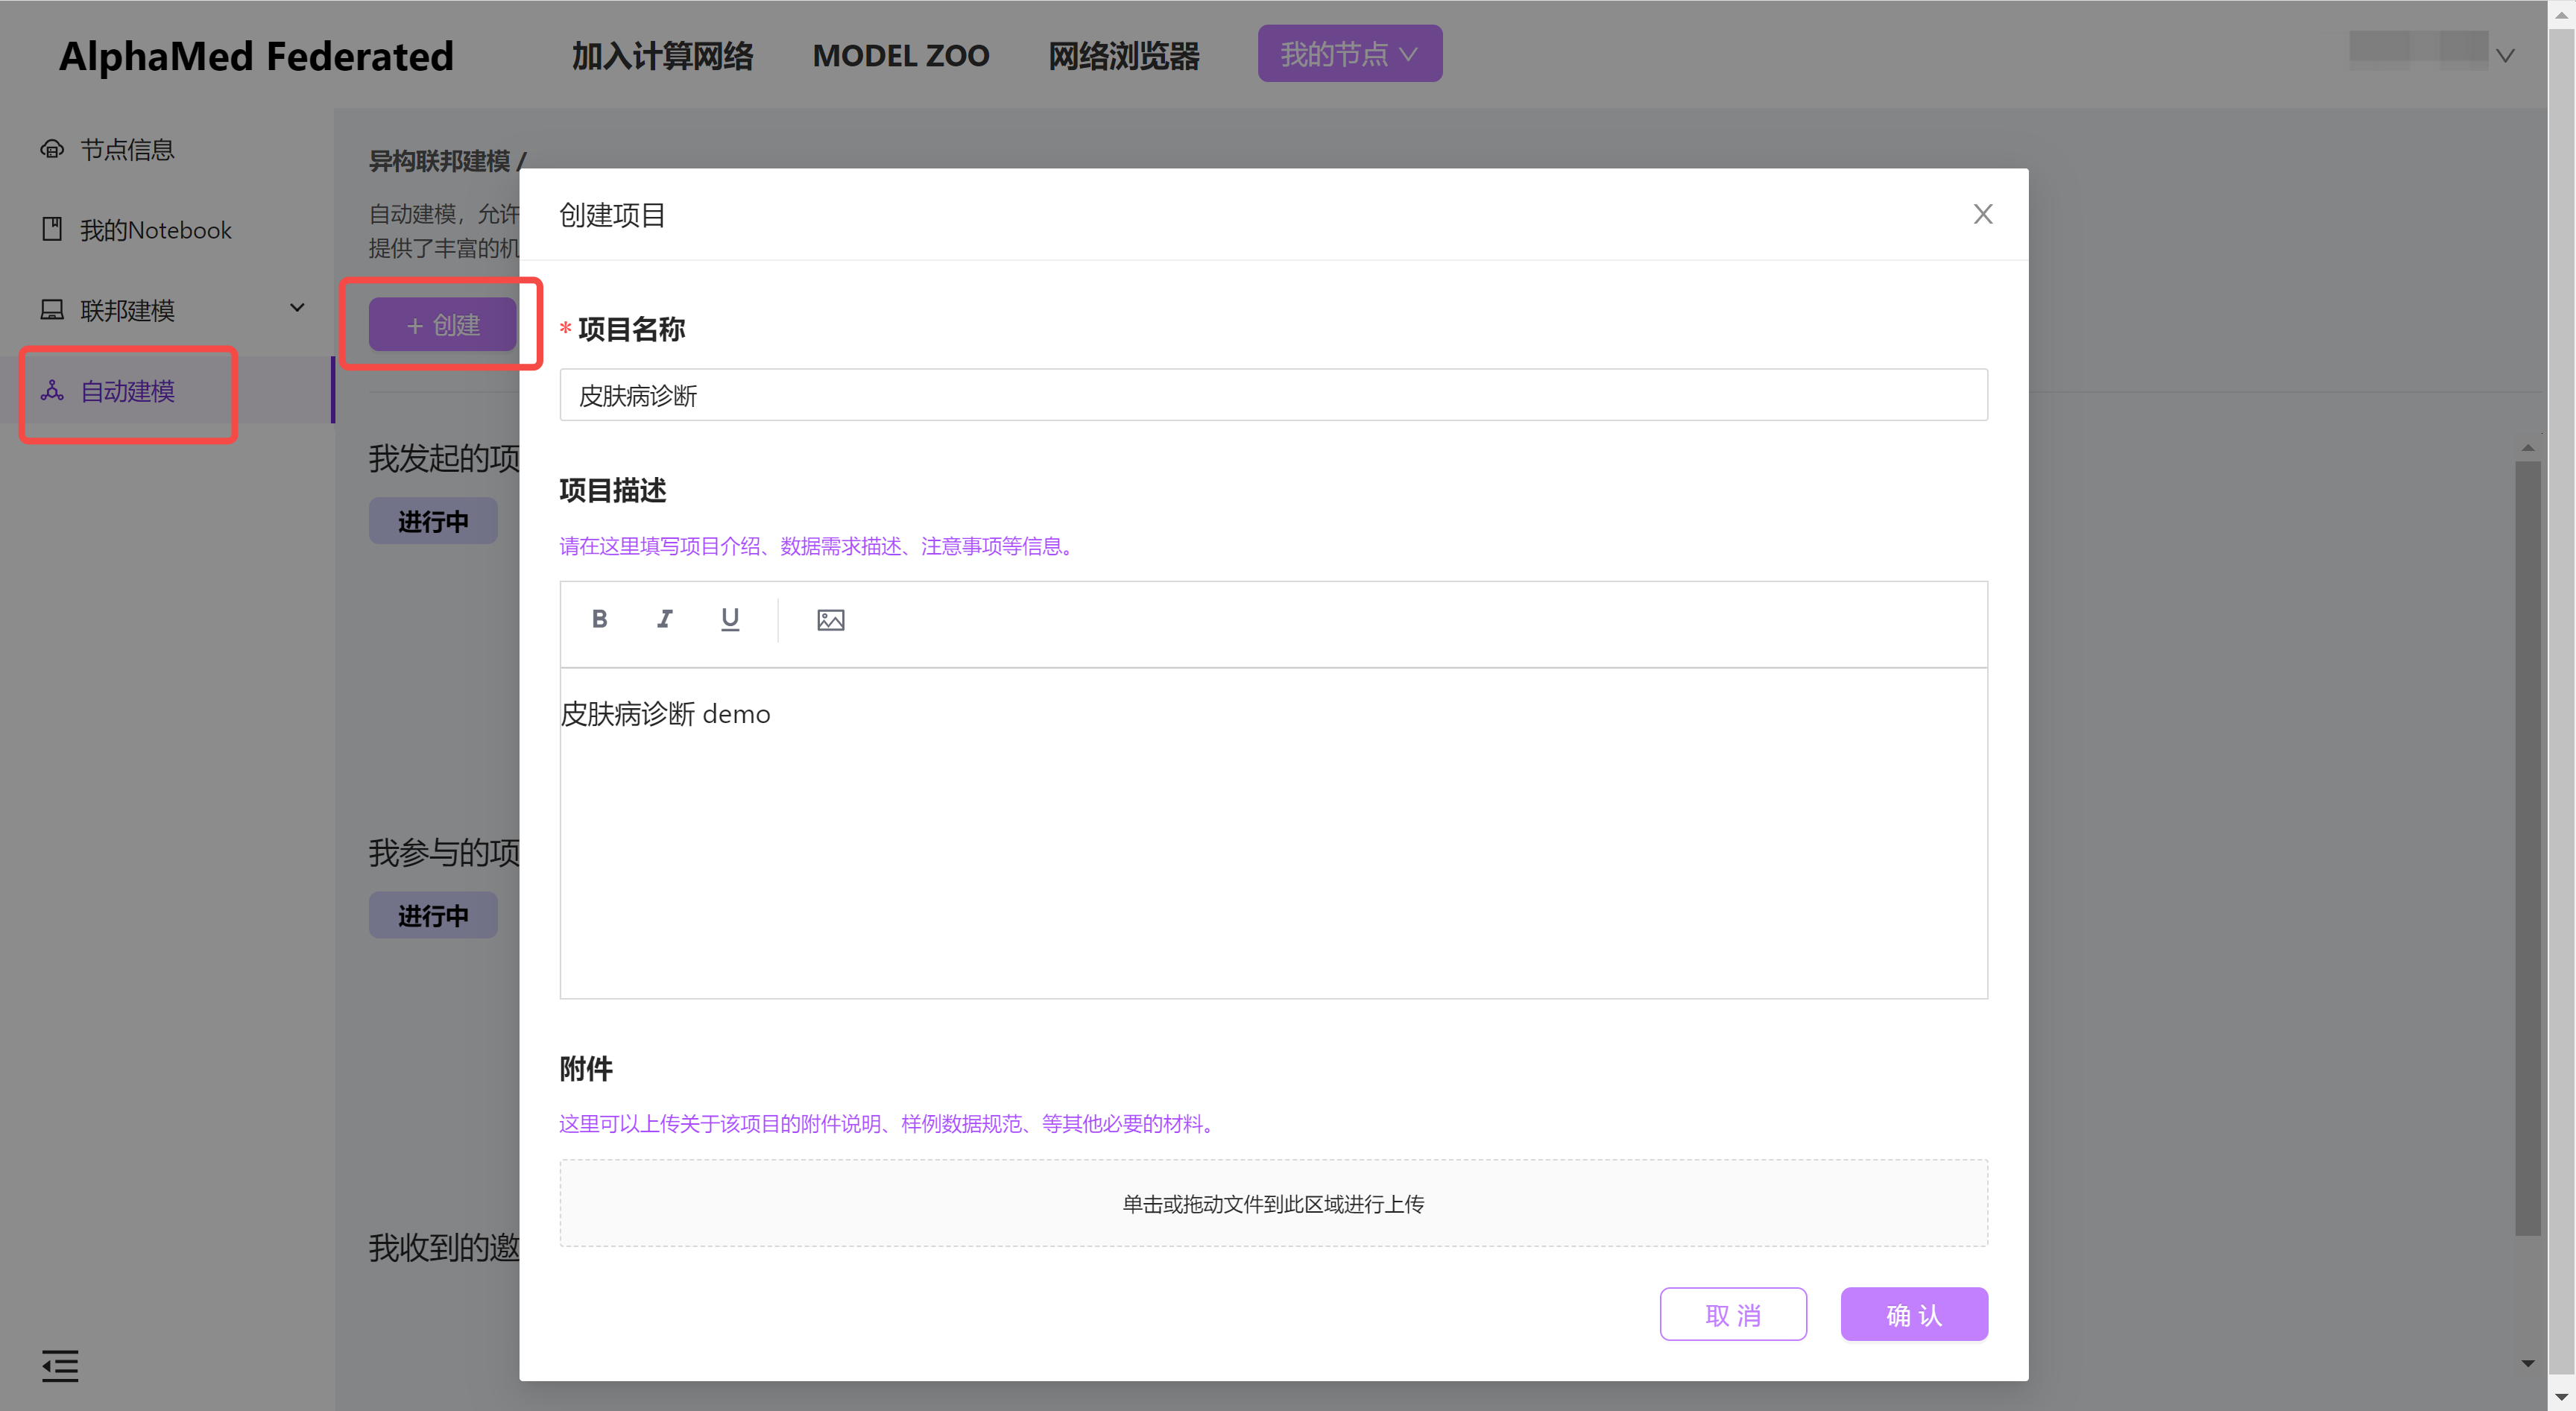 AlphaMed Federated
加入计算网络
MODEL ZOO
网络浏览器
我的节点
节点信息
我的Notebook
联邦建模
自动建模
异构联邦建模 /
自动建模，允许
提供了丰富的机
+ 创建
我发起的项
进行中
我参与的项
进行中
我收到的邀
创建项目
* 项目名称
皮肤病诊断
项目描述
请在这里填写项目介绍、数据需求描述、注意事项等信息。
B I U
皮肤病诊断 demo
附件
这里可以上传关于该项目的附件说明、样例数据规范、等其他必要的材料。
单击或拖动文件到此区域进行上传
取 消
确 认